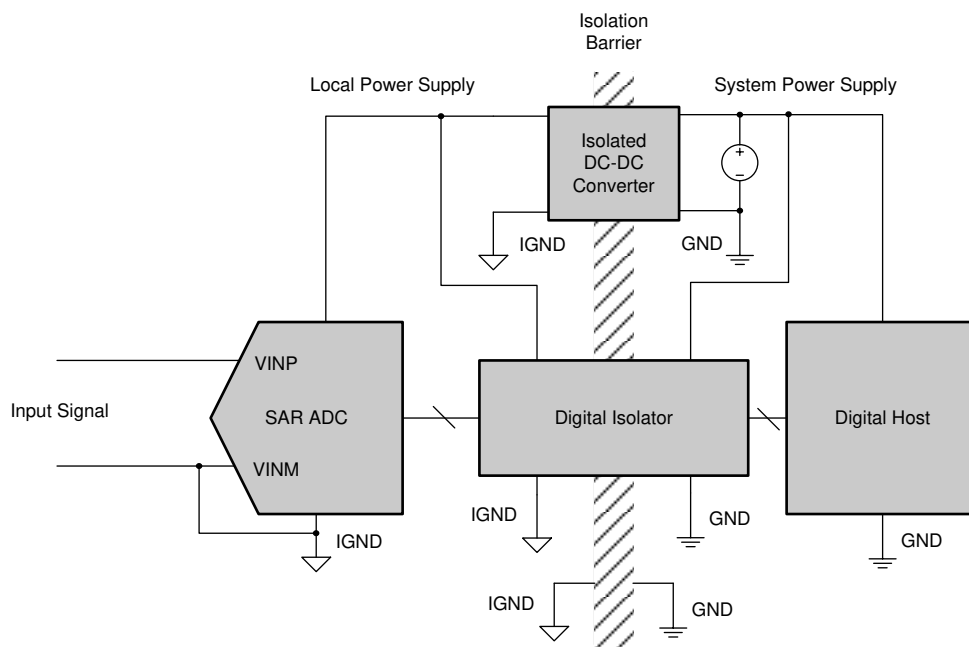 Isolation
Barrier
Local Power Supply
System Power Supply
Isolated
DC-DC
Converter
+
−
IGND
GND
VINP
Input Signal
SAR ADC
Digital Isolator
Digital Host
VINM
IGND
IGND
GND
GND
IGND
GND